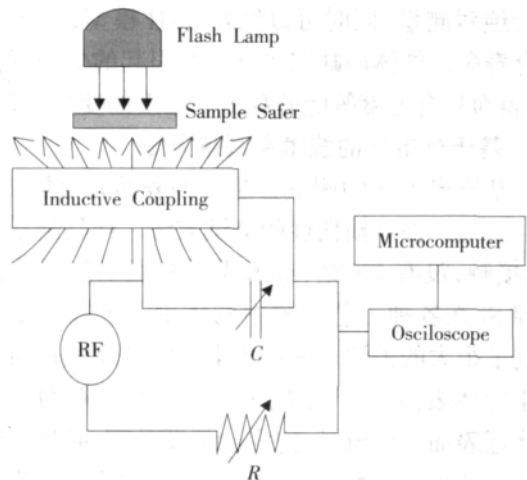 Flash Lamp
Sample Safer
Inductive Coupling
Microcomputer
Osciloscope
RF
C
R